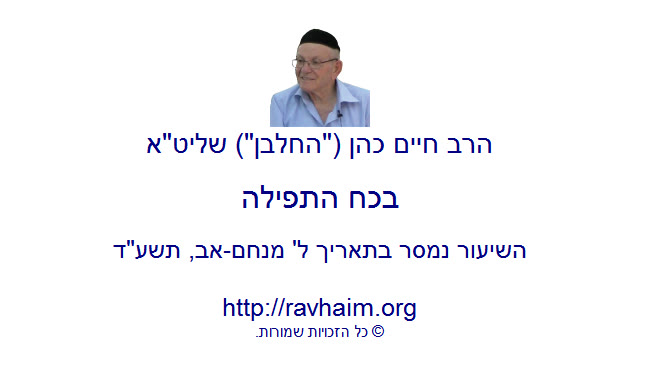 הרב חיים כהן ("החלבן") שליט"א
בכח התפילה
השיעור נמסר בתאריך ל' מנחם-אב, תשע"ד
http://ravhaim.org
© כל הזכויות שמורות.